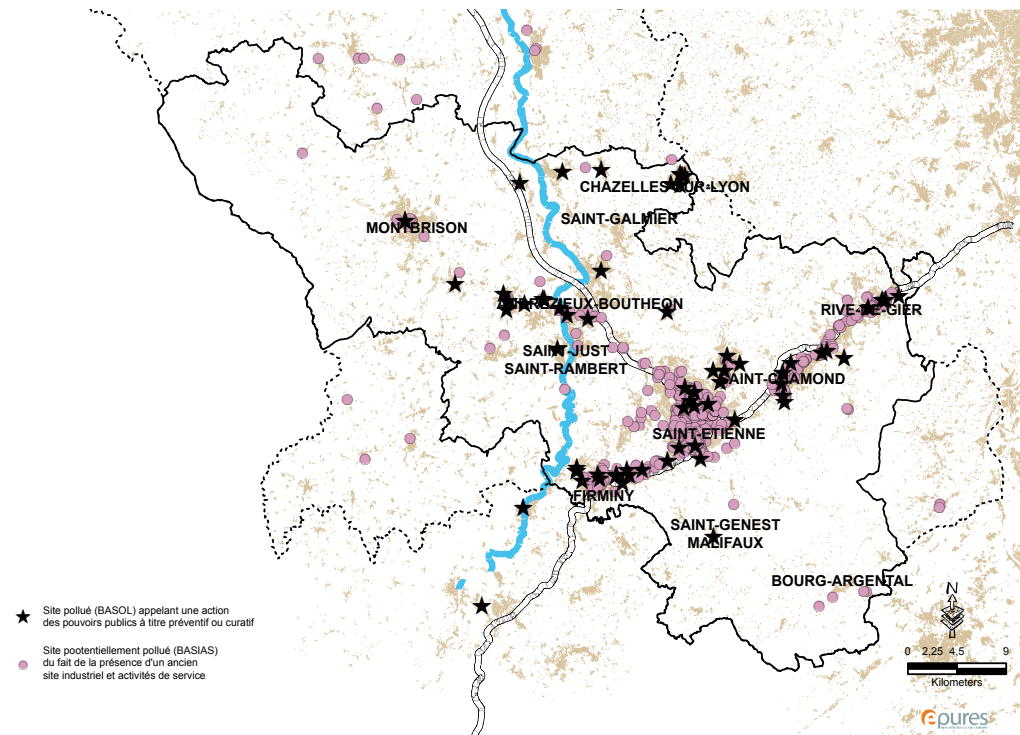 CHAZELLES-SUR-LYON
SAINT-GALMIER
MONTBRISON
ANDREZIEUX-BOUTHEON
RIVE-DE-GIER
SAINT-JUST
SAINT-RAMBERT
SAINT-CHAMOND
SAINT-ETIENNE
FIRMINY
SAINT-GENEST
MALIFAUX
BOURG-ARGENTAL
N
Site pollué (BASOL) appelant une action
des pouvoirs publics à titre préventif ou curatif
Site pootentiellement pollué (BASIAS)
du fait de la présence d'un ancien
site industriel et activités de service
0 2,25 4,5 9
Kilometers
epures